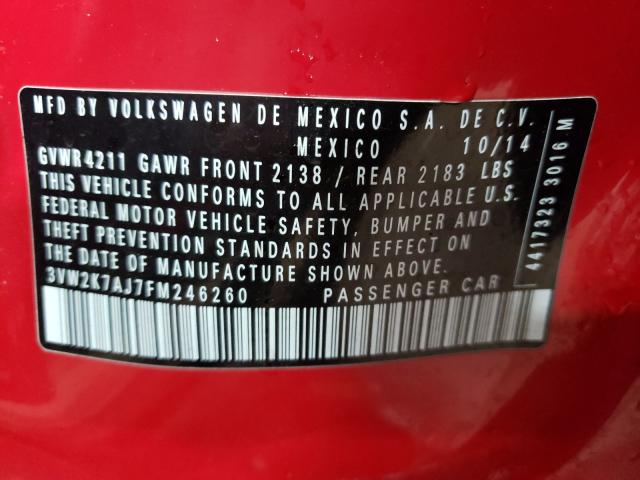 MFD BY VOLKSWAGEN DE MEXICO S.A. DE C.V.
MEXICO 10/14
GVWR4211 GAWR FRONT 2138 / REAR 2183 LBS
THIS VEHICLE CONFORMS TO ALL APPLICABLE U.S.
FEDERAL MOTOR VEHICLE SAFETY, BUMPER AND
THEFT PREVENTION STANDARDS IN EFFECT ON
THE DATE OF MANUFACTURE SHOWN ABOVE.
3VW2K7AJ7FM246260 PASSENGER CAR
4417323 3016 M